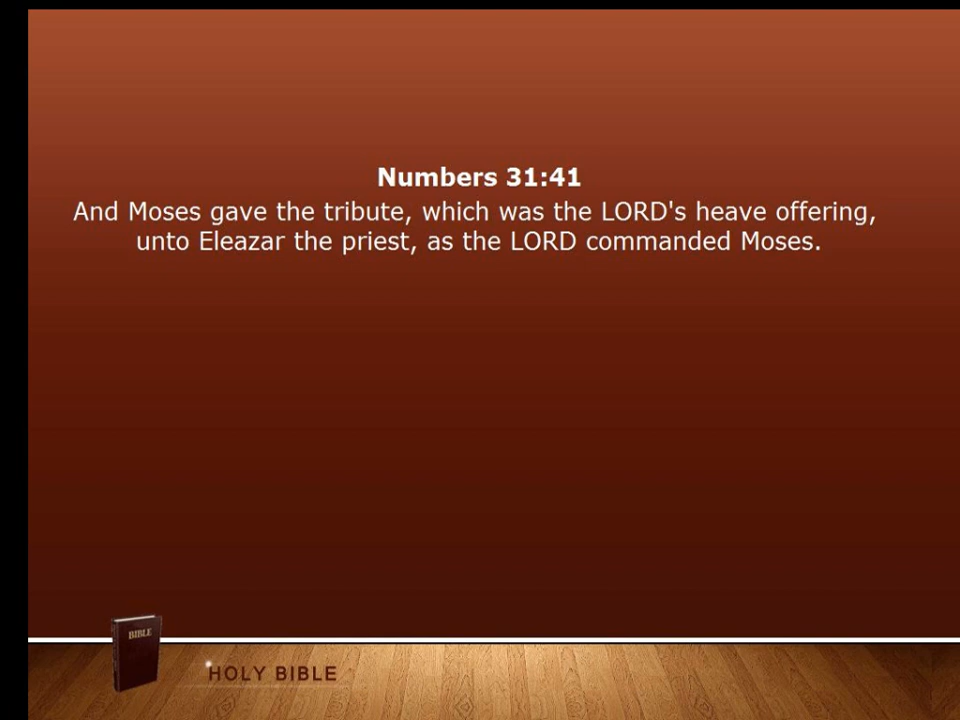 Numbers 31:41
And Moses gave the tribute, which was the LORD's heave offering,
unto Eleazar the priest, as the LORD commanded Moses.
BIBLE
HOLY BIBLE